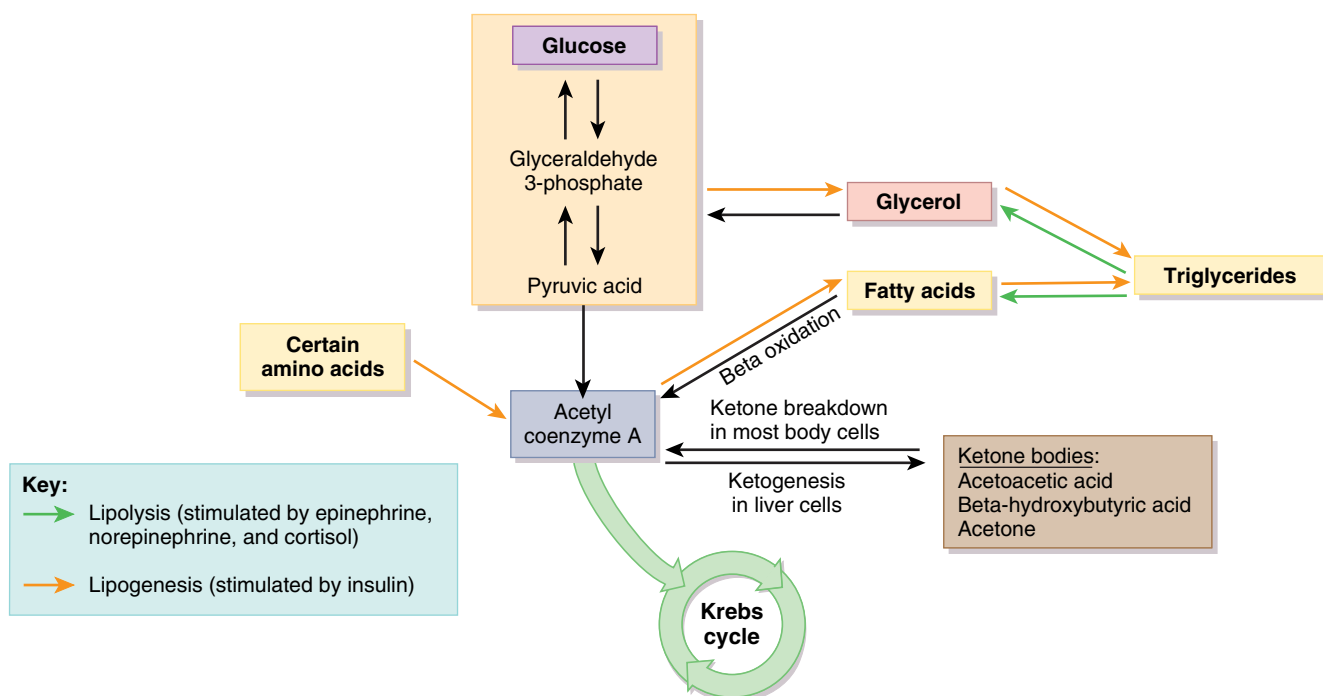 Glucose
Glyceraldehyde
3-phosphate
Pyruvic acid
Glycerol
Fatty acids
Triglycerides
Certain
amino acids
Beta oxidation
Acetyl
coenzyme A
Ketone breakdown
in most body cells
Ketogenesis
in liver cells
Ketone bodies:
Acetoacetic acid
Beta-hydroxybutyric acid
Acetone
Key:
Lipolysis (stimulated by epinephrine,
norepinephrine, and cortisol)
Lipogenesis (stimulated by insulin)
Krebs
cycle